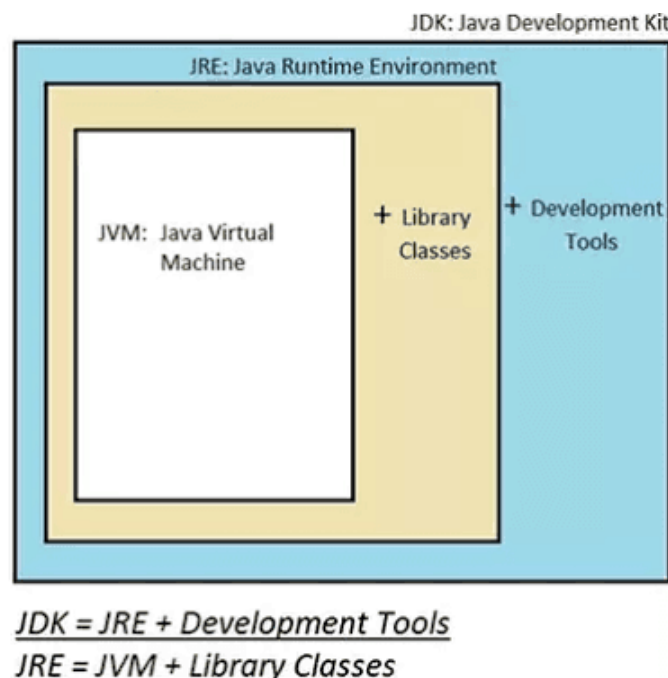 JDK: Java Development Kit
JRE: Java Runtime Environment
JVM: Java Virtual
Machine
+ Library
Classes
+ Development
Tools
JDK = JRE + Development Tools
JRE = JVM + Library Classes